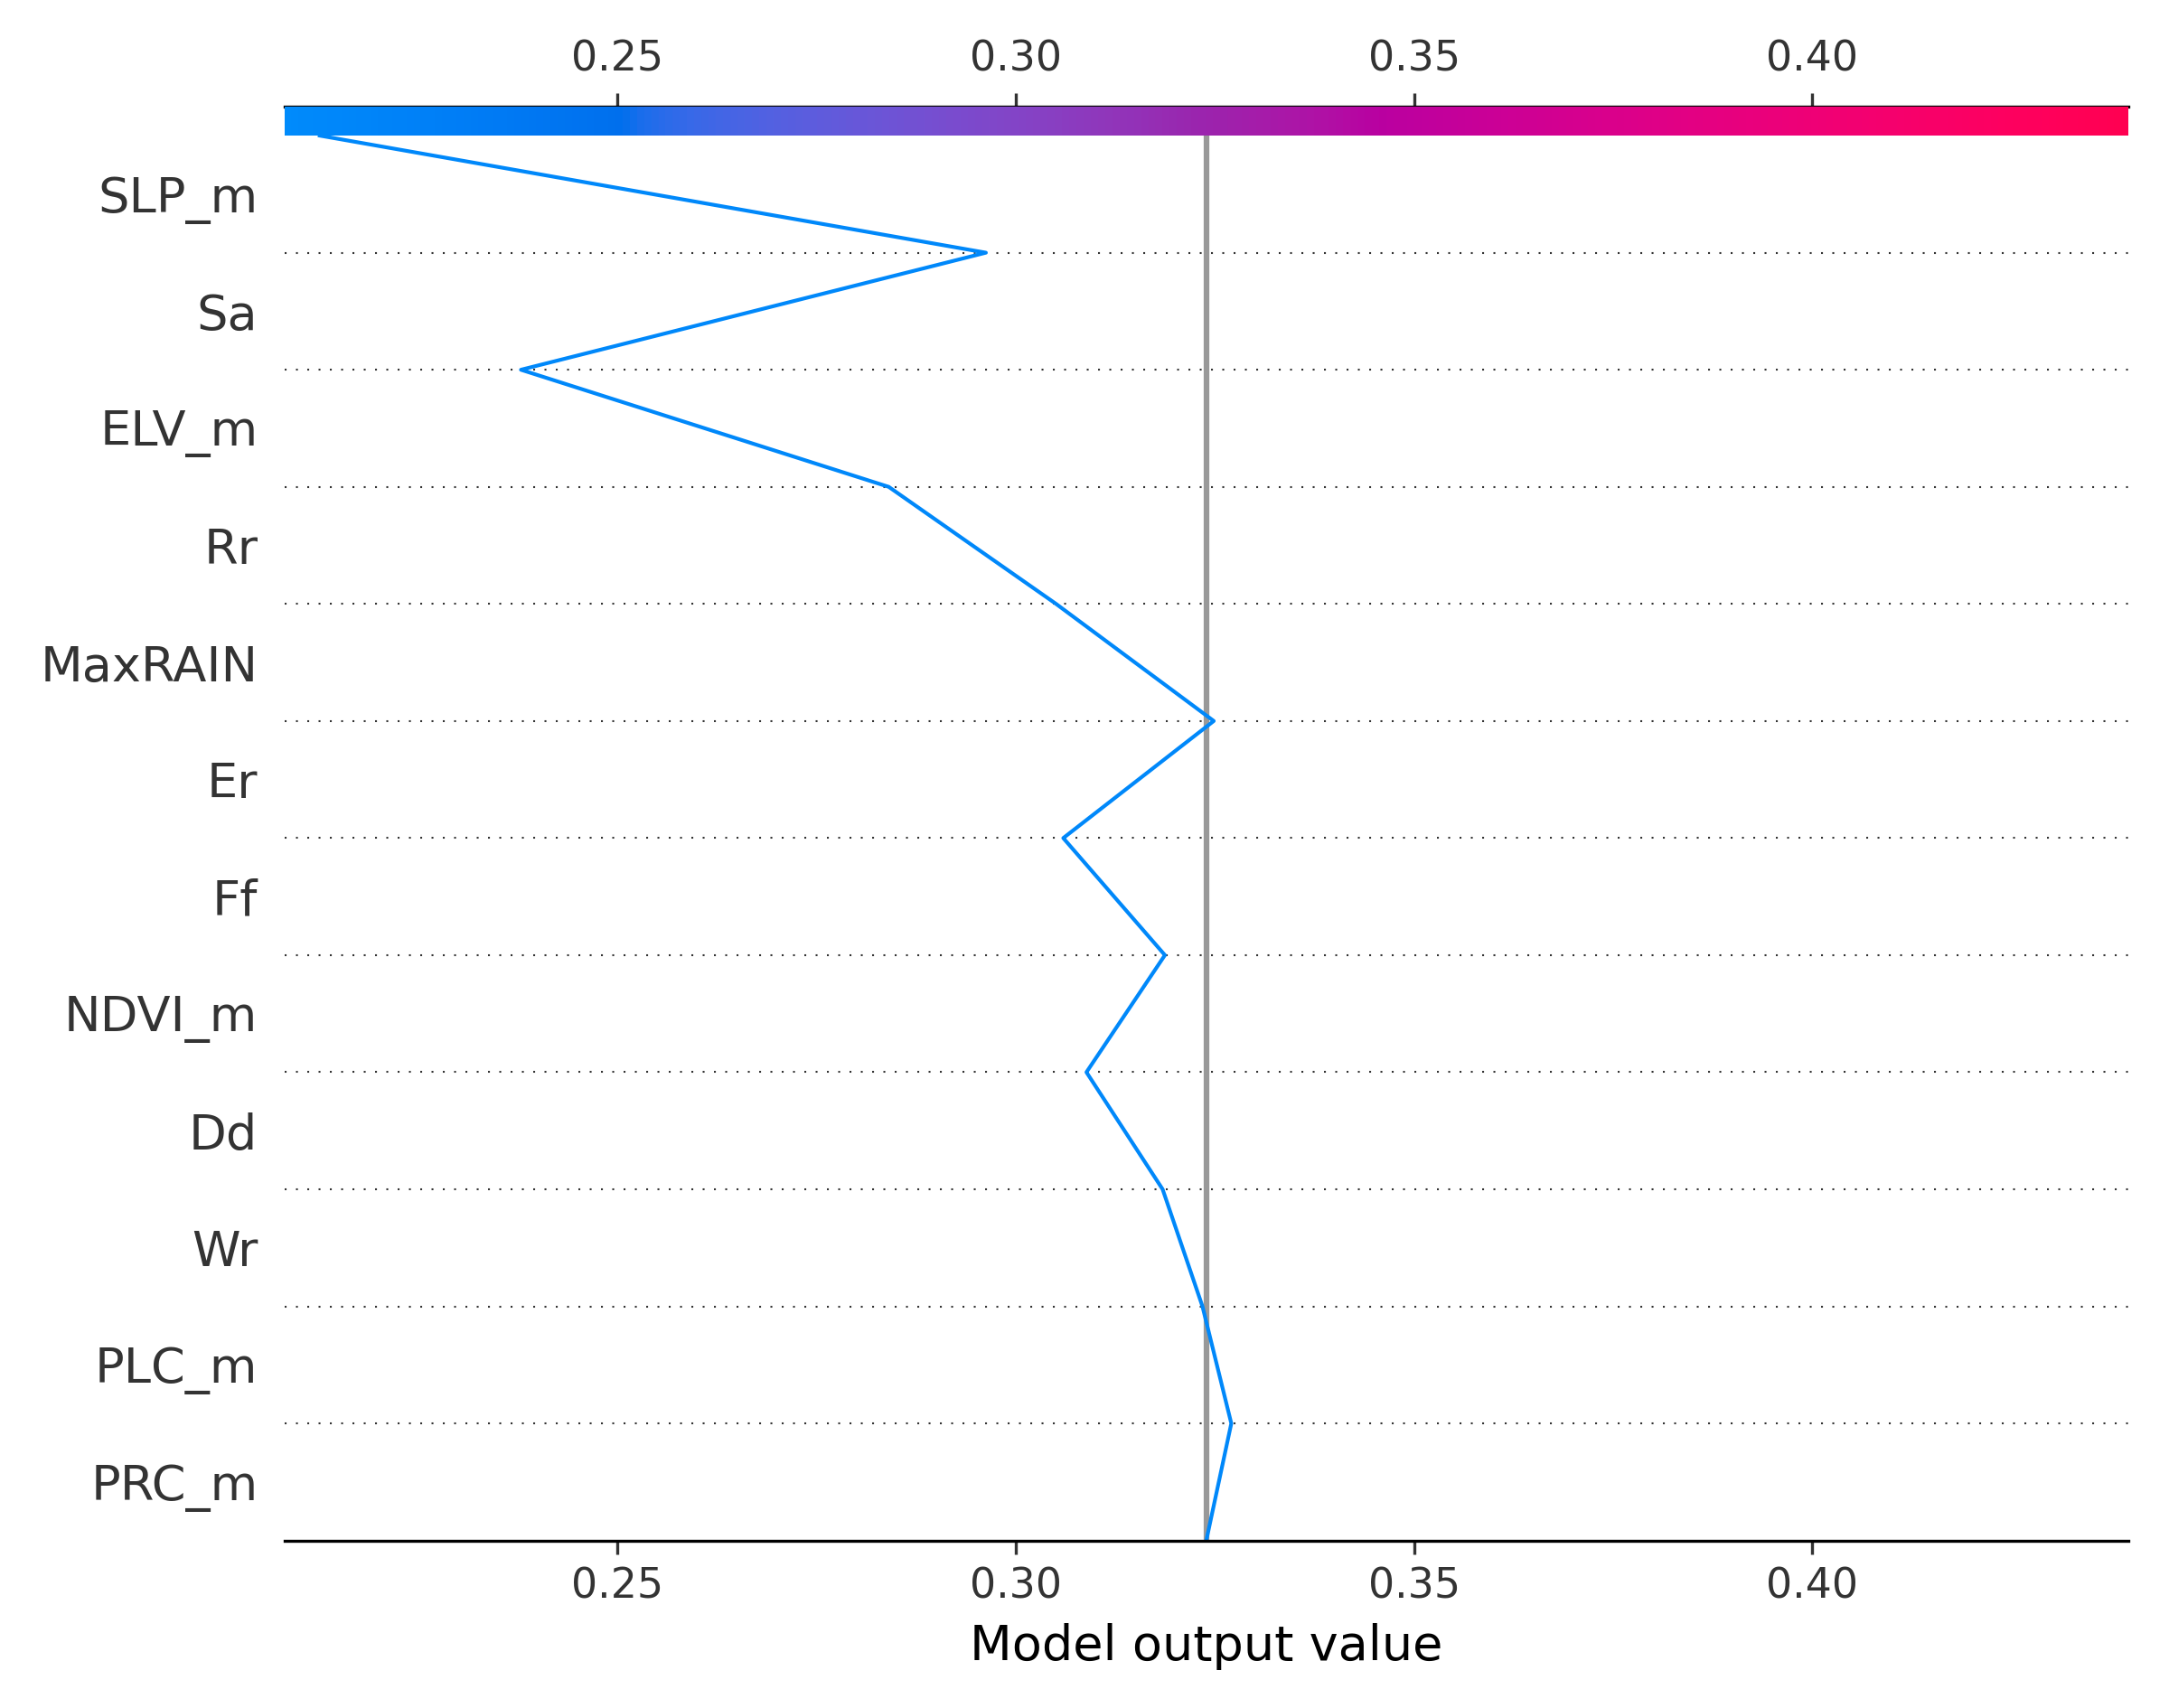 0.25 0.30 0.35 0.40
SLP_m
Sa
ELV_m
Rr
MaxRAIN
Er
Ff
NDVI_m
Dd
Wr
PLC_m
PRC_m
0.25 0.30 0.35 0.40
Model output value